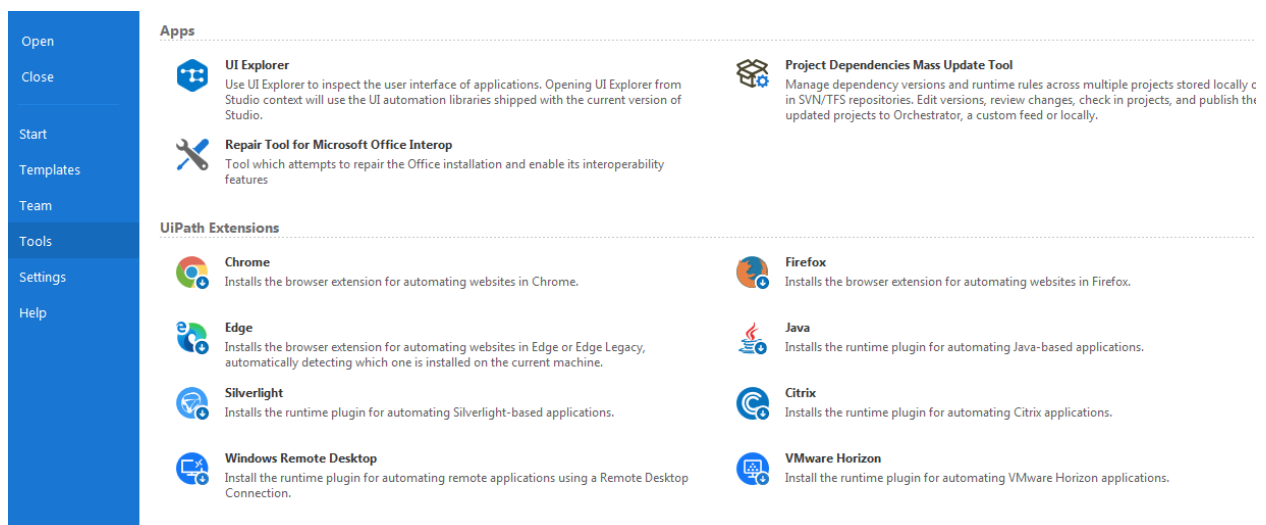 Open
Close
Start
Templates
Team
Tools
Settings
Help
Apps
UI Explorer
Use UI Explorer to inspect the user interface of applications. Opening UI Explorer from
Studio context will use the UI automation libraries shipped with the current version of
Studio.
Project Dependencies Mass Update Tool
Manage dependency versions and runtime rules across multiple projects stored locally
in SVN/TFS repositories. Edit versions, review changes, check in projects, and publish the
updated projects to Orchestrator, a custom feed or locally.
Repair Tool for Microsoft Office Interop
Tool which attempts to repair the Office installation and enable its interoperability
features
UiPath Extensions
Chrome
Installs the browser extension for automating websites in Chrome.
Firefox
Installs the browser extension for automating websites in Firefox.
Edge
Installs the browser extension for automating websites in Edge or Edge Legacy,
automatically detecting which one is installed on the current machine.
Java
Installs the runtime plugin for automating Java-based applications.
Silverlight
Installs the runtime plugin for automating Silverlight-based applications.
Citrix
Installs the runtime plugin for automating Citrix applications.
Windows Remote Desktop
Install the runtime plugin for automating remote applications using a Remote Desktop
Connection.
VMware Horizon
Install the runtime plugin for automating VMware Horizon applications.